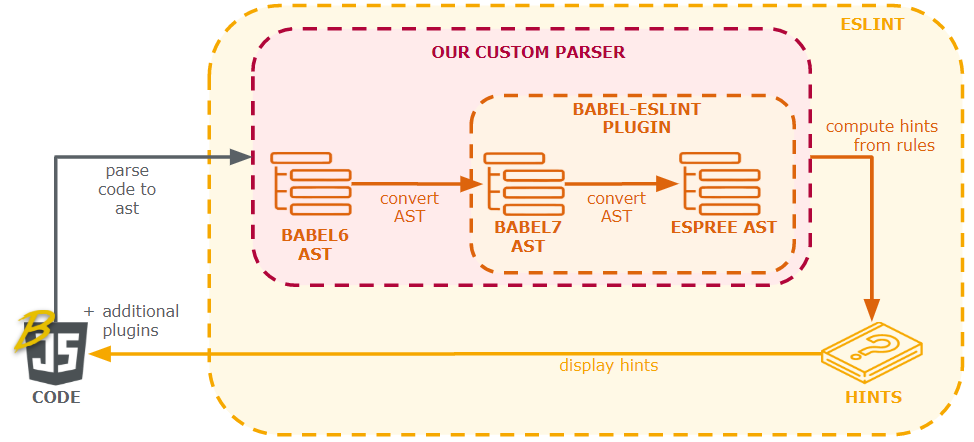 ESLINT
OUR CUSTOM PARSER
BABEL-ESLINT
PLUGIN
compute hints
from rules
parse
code to
ast
convert
AST
convert
AST
BABEL6
AST
BABEL7
AST
ESPREE AST
+ additional
plugins
B
JS
display hints
CODE
?
HINTS